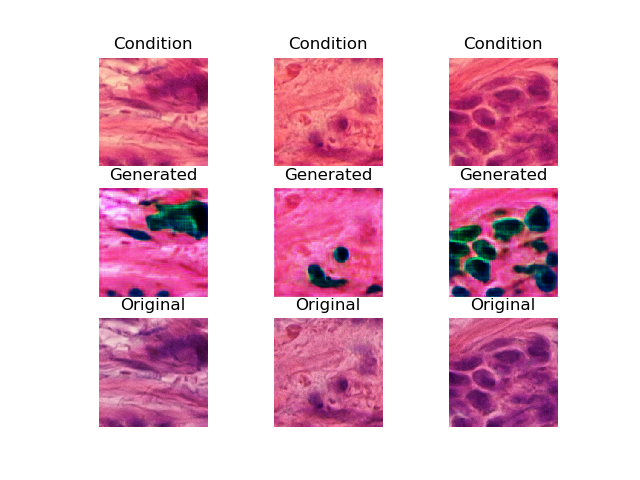 Condition Condition Condition
Generated Generated Generated
Original Original Original